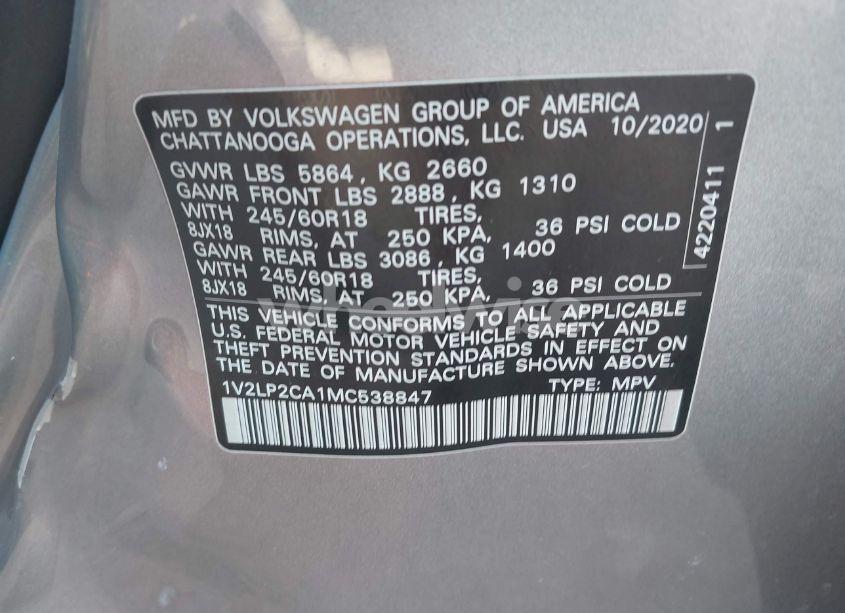 MFD BY VOLKSWAGEN GROUP OF AMERICA
CHATTANOOGA OPERATIONS, LLC. USA 10/2020
GVWR LBS 5864, KG 2660
GAWR FRONT LBS 2888, KG 1310
WITH 245/60R18 TIRES,
8JX18 RIMS, AT 250 KPA, 36 PSI COLD
GAWR REAR LBS 3086, KG 1400
WITH 245/60R18 TIRES,
8JX18 RIMS, AT 250 KPA, 36 PSI COLD
THIS VEHICLE CONFORMS TO ALL APPLICABLE
U.S. FEDERAL MOTOR VEHICLE SAFETY AND
THEFT PREVENTION STANDARDS IN EFFECT ON
THE DATE OF MANUFACTURE SHOWN ABOVE.
1V2LP2CA1MC538847 TYPE: MPV
4220411 1